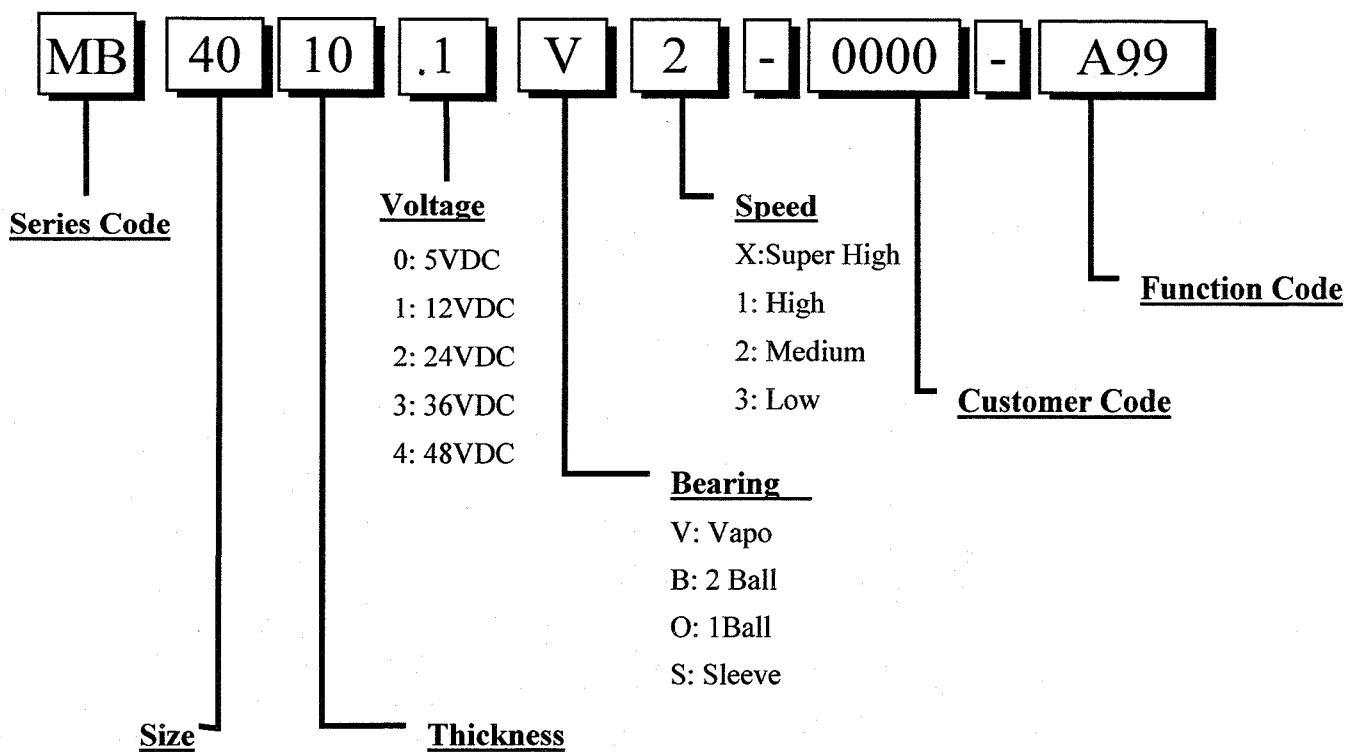 MB 40 10 .1 V 2 - 0000 - A9.9
Series Code
Voltage
0: 5VDC
1: 12VDC
2: 24VDC
3: 36VDC
4: 48VDC
Speed
X:Super High
1: High
2: Medium
3: Low
Function Code
Customer Code
Bearing
V: Vapo
B: 2 Ball
O: 1Ball
S: Sleeve
Size
Thickness